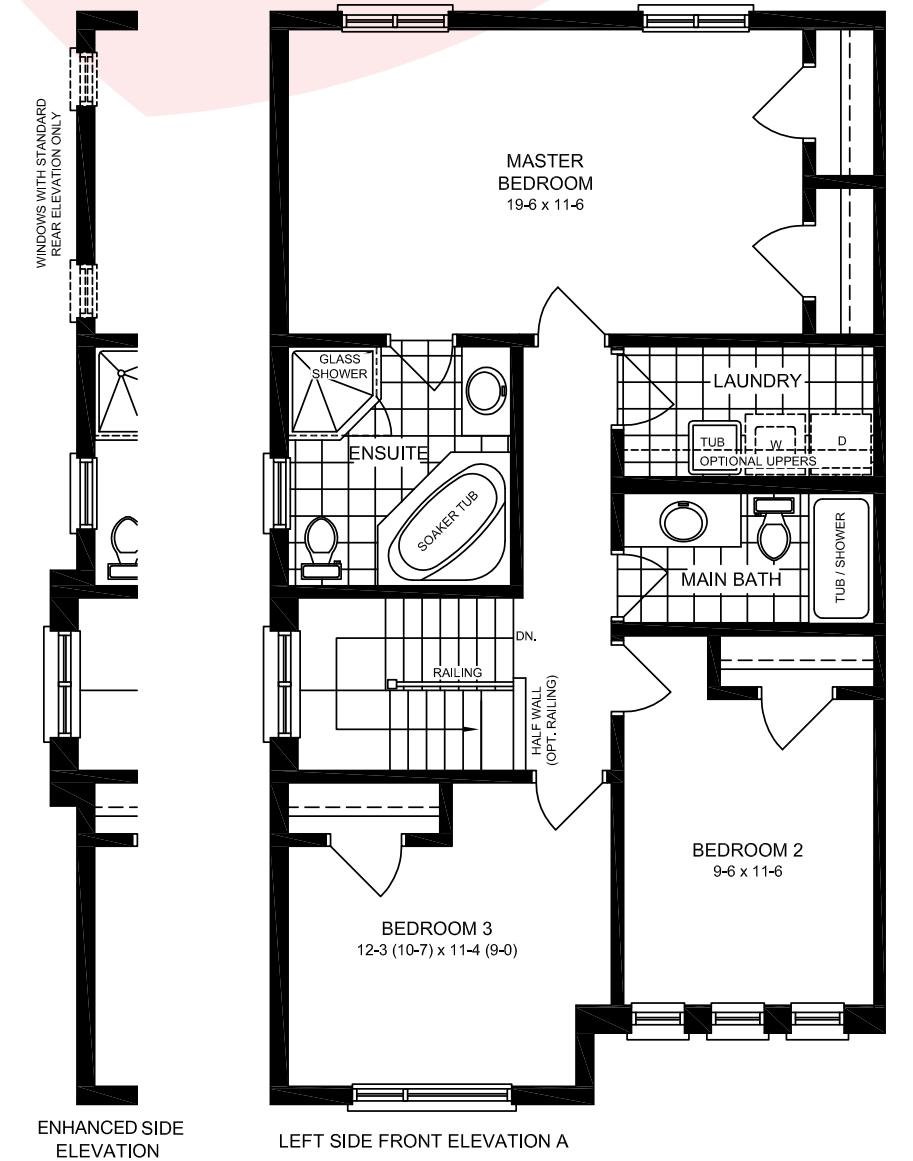 WINDOWS WITH STANDARD
REAR ELEVATION ONLY
MASTER
BEDROOM
19-6 x 11-6
GLASS
SHOWER
ENSUITE
SOAKER TUB
LAUNDRY
TUB
W
D
OPTIONAL UPPERS
MAIN BATH
TUB / SHOWER
DN.
RAILING
HALF WALL
(OPT. RAILING)
BEDROOM 2
9-6 x 11-6
BEDROOM 3
12-3 (10-7) x 11-4 (9-0)
ENHANCED SIDE
ELEVATION
LEFT SIDE FRONT ELEVATION A